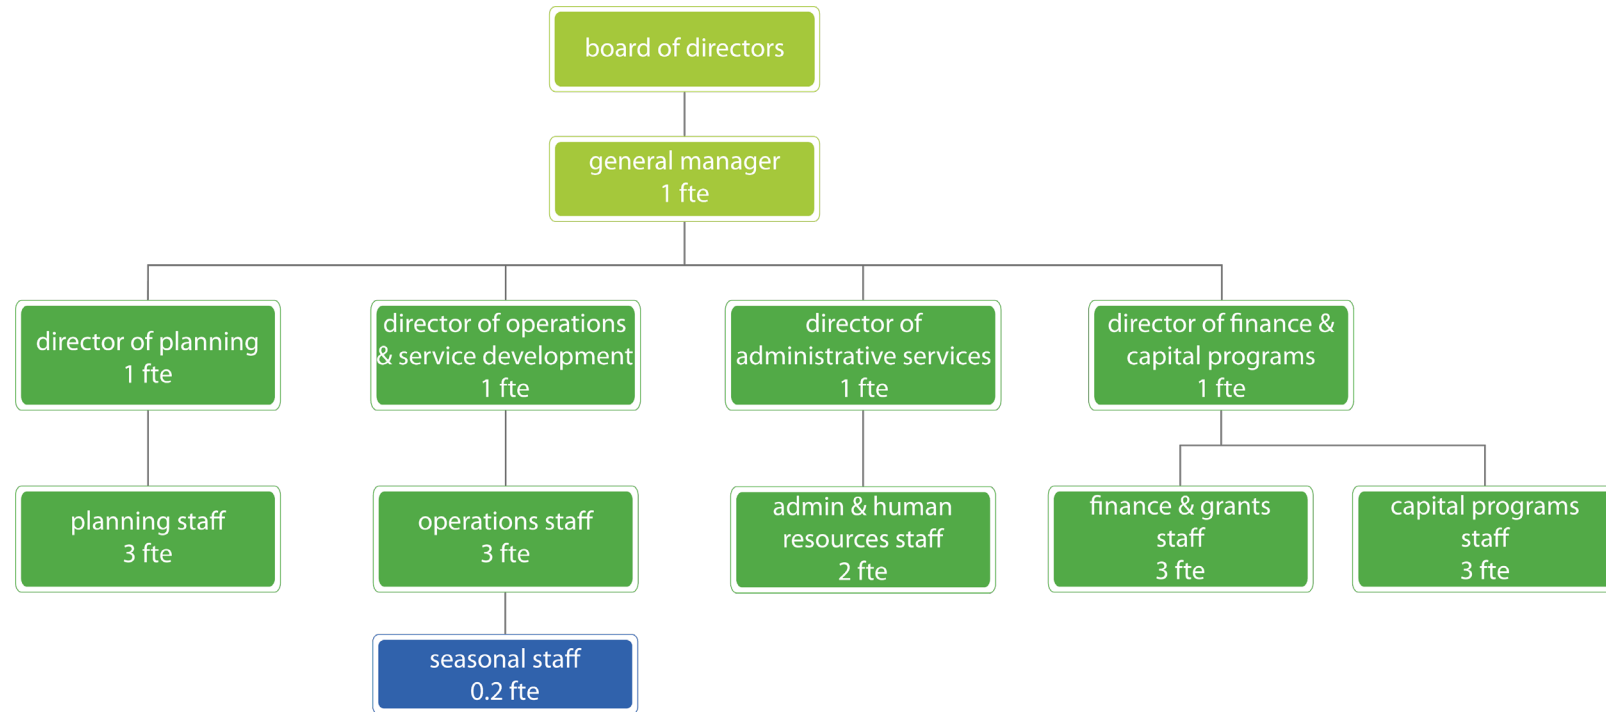 board of directors
general manager
1 fte
director of planning
1 fte
director of operations
& service development
1 fte
director of
administrative services
1 fte
director of finance &
capital programs
1 fte
planning staff
3 fte
operations staff
3 fte
admin & human
resources staff
2 fte
finance & grants
staff
3 fte
capital programs
staff
3 fte
seasonal staff
0.2 fte